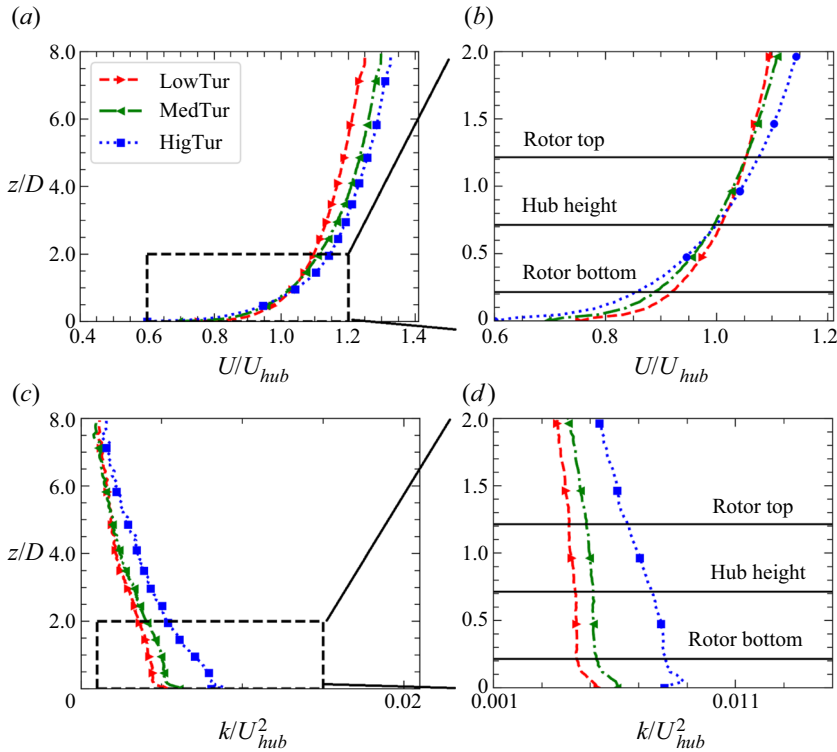 (a)
8.0
6.0
4.0
2.0
0
z/D
LowTur
MedTur
HigTur
0.4
0.6
0.8
1.0
1.2
1.4
U/U_hub
(b)
2.0
1.5
1.0
0.5
0
Rotor top
Hub height
Rotor bottom
0.6
0.8
1.0
1.2
U/U_hub
(c)
8.0
6.0
4.0
2.0
0
z/D
0
0.02
k/U²_hub
(d)
2.0
1.5
1.0
0.5
0
Rotor top
Hub height
Rotor bottom
0.001
0.011
k/U²_hub